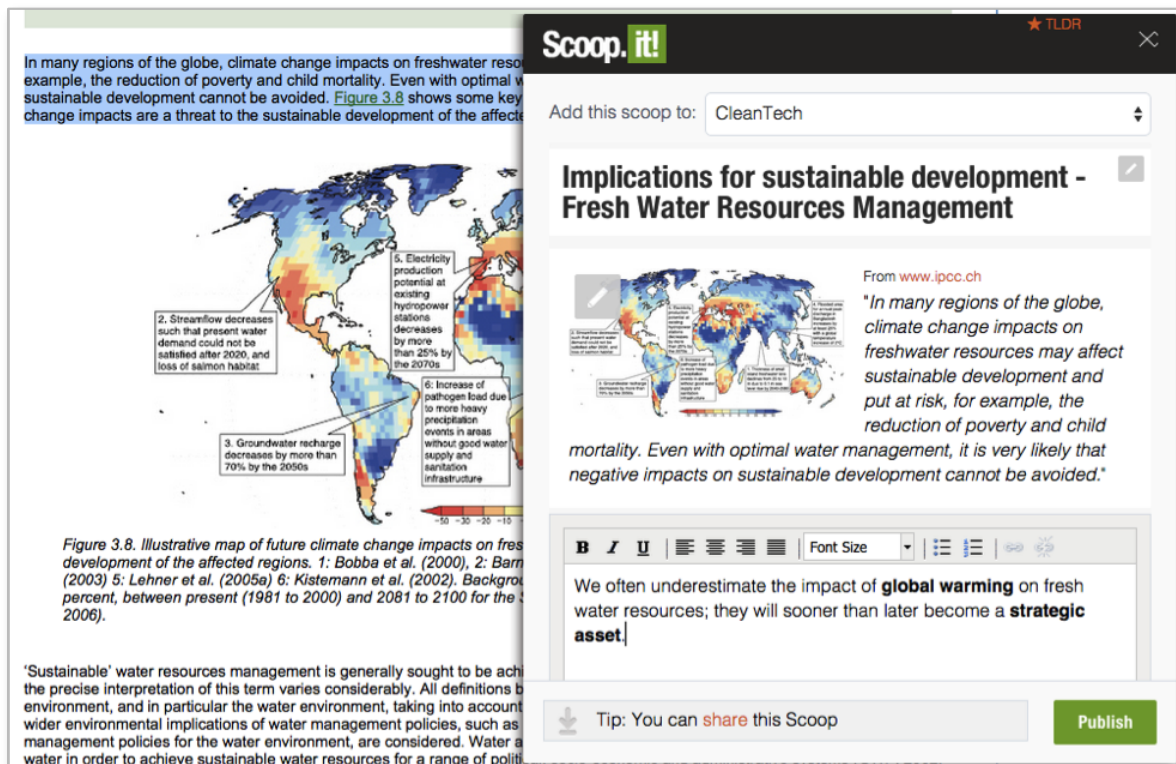 In many regions of the globe, climate change impacts on freshwater
example, the reduction of poverty and child mortality. Even with optimal
sustainable development cannot be avoided. Figure 3.8 shows some key
change impacts are a threat to the sustainable development of the
2. Streamflow decreases
such that present water
demand could not be
satisfied after 2020, and
loss of salmon habitat
5. Electricity
production
potential at
existing
hydropower
stations
decreases
by more
than 25% by
the 2070s
6: Increase of
pathogen load due
to more heavy
precipitation
events in areas
without good water
supply and
sanitation
infrastructure
3. Groundwater recharge
decreases by more than
70% by the 2050s
-50 -30 -20 -10
Figure 3.8. Illustrative map of future climate change impacts on
development of the affected regions. 1: Bobba et al. (2000), 2:
(2003) 5: Lehner et al. (2005a) 6: Kistemann et al. (2002).
percent, between present (1981 to 2000) and 2081 to 2100 for the
2006).
'Sustainable' water resources management is generally sought to be
the precise interpretation of this term varies considerably. All definitions
environment, and in particular the water environment, taking into account
wider environmental implications of water management policies, such as
management policies for the water environment, are considered. Water
water in order to achieve sustainable water resources for a range of
Scoop.it!
★ TLDR
Add this scoop to: CleanTech
Implications for sustainable development -
Fresh Water Resources Management
From www.ipcc.ch
"In many regions of the globe,
climate change impacts on
freshwater resources may affect
sustainable development and
put at risk, for example, the
reduction of poverty and child
mortality. Even with optimal water management, it is very likely that
negative impacts on sustainable development cannot be avoided."
B I U Font Size
We often underestimate the impact of global warming on fresh
water resources; they will sooner than later become a strategic
asset.
Tip: You can share this Scoop
Publish